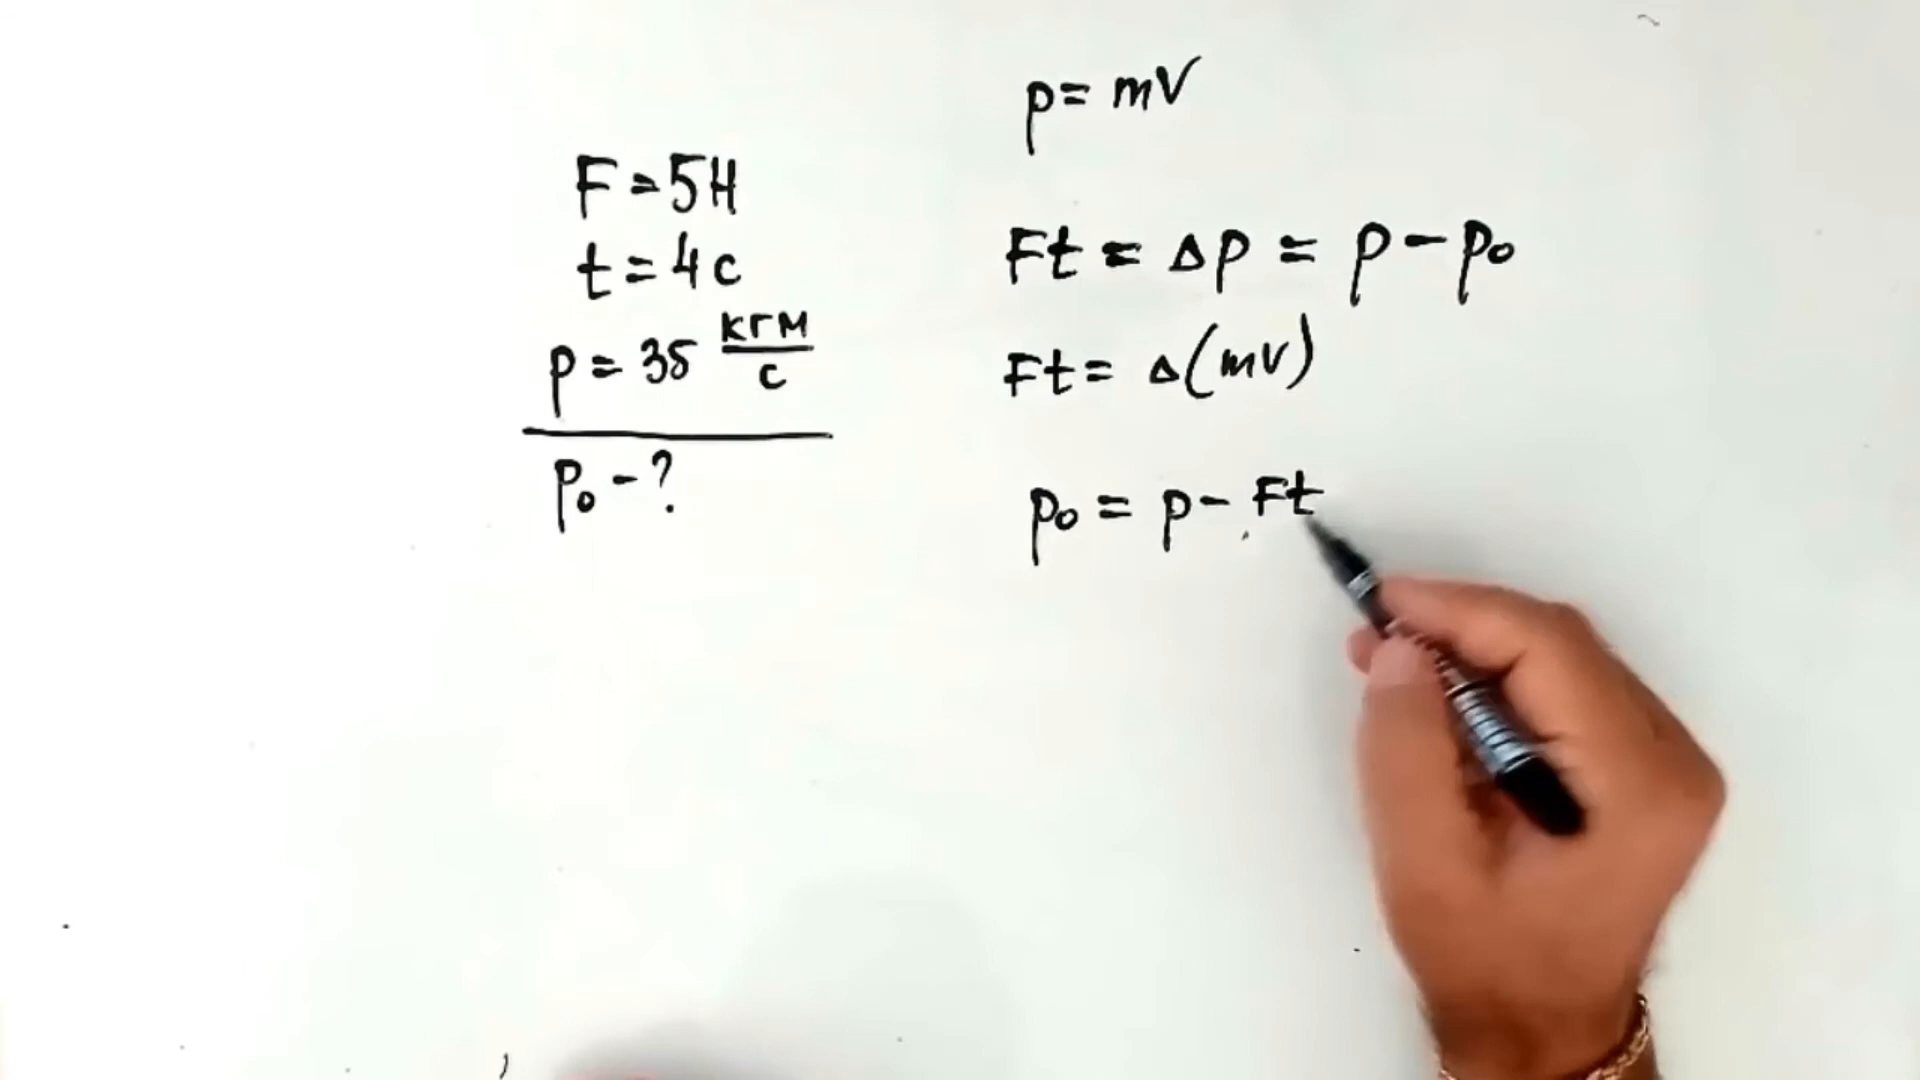 F = 5Н
t = 4 с
p = 35 кгм/с
p₀ - ?
p = mV
Ft = Δp = p - p₀
Ft = Δ(mV)
p₀ = p - Ft